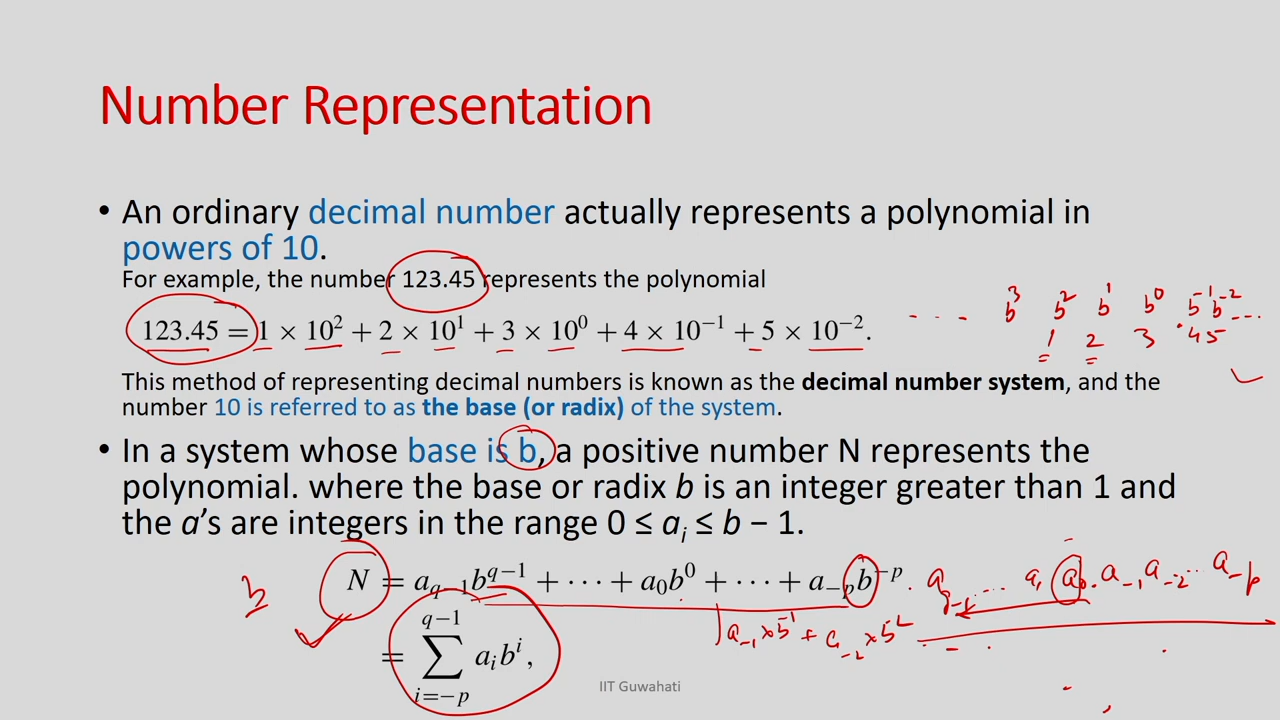 Number Representation
• An ordinary decimal number actually represents a polynomial in
powers of 10.
For example, the number 123.45 represents the polynomial
123.45 = 1 × 10² + 2 × 10¹ + 3 × 10⁰ + 4 × 10⁻¹ + 5 × 10⁻².
.... b³ b² b¹ b⁰ b⁻¹ b⁻² ...
1 2 3 . 4 5
This method of representing decimal numbers is known as the decimal number system, and the
number 10 is referred to as the base (or radix) of the system.
• In a system whose base is b, a positive number N represents the
polynomial. where the base or radix b is an integer greater than 1 and
the a's are integers in the range 0 ≤ aᵢ ≤ b − 1.
N = a_{q−1}b^{q−1} + ··· + a₀b⁰ + ··· + a_{−p}b^{−p}.
a_{q-1} .... a₁ a₀ . a₋₁ a₋₂ .. a_{-p}
b
= ∑_{i=−p}^{q−1} aᵢbⁱ,
IIT Guwahati